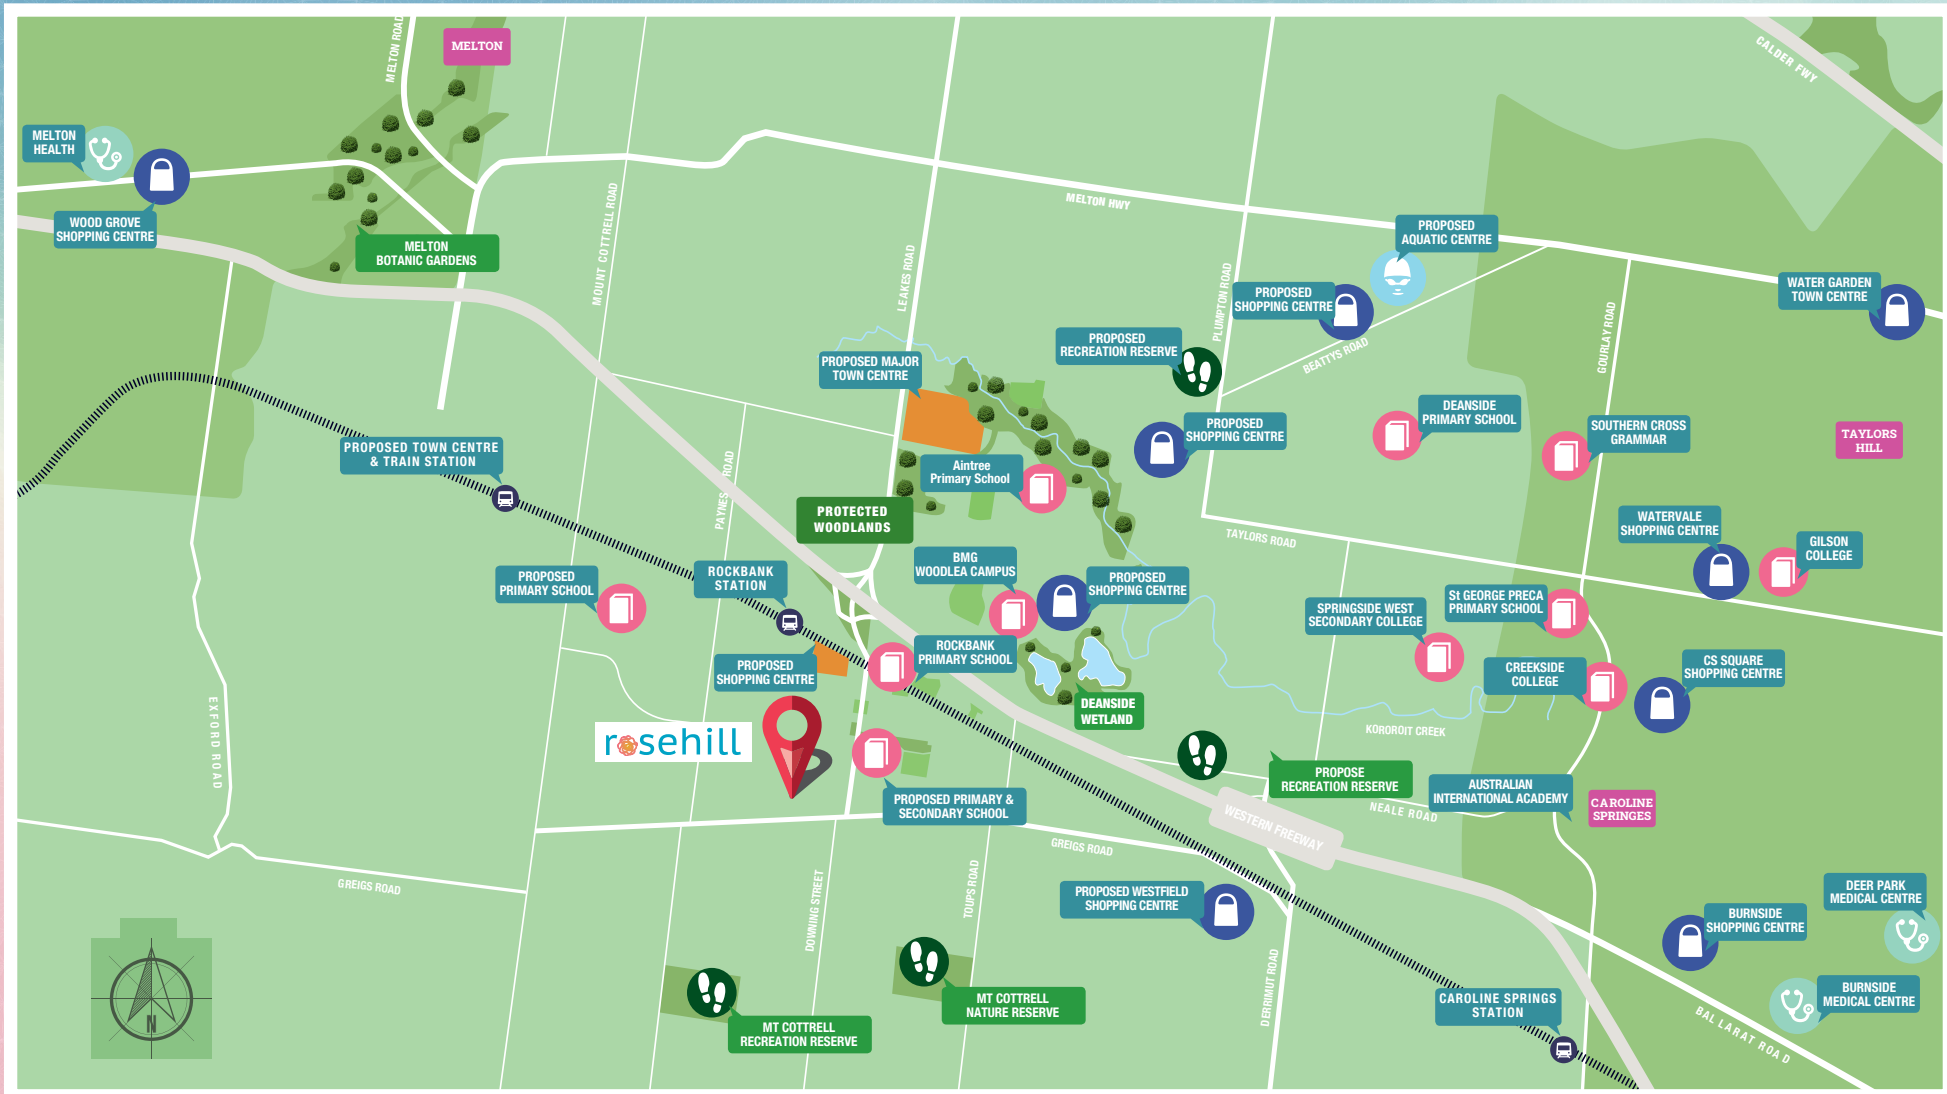 MELTON ROAD
MELTON
CALDER FWY
MELTON
HEALTH
WOOD GROVE
SHOPPING CENTRE
MELTON
BOTANIC GARDENS
MOUNT COTTRELL ROAD
LEAKES ROAD
MELTON HWY
PLUMPTON ROAD
PROPOSED
AQUATIC CENTRE
PROPOSED
SHOPPING CENTRE
BEATTYS ROAD
GOURLAY ROAD
WATER GARDEN
TOWN CENTRE
PROPOSED
RECREATION RESERVE
PROPOSED MAJOR
TOWN CENTRE
PROPOSED
SHOPPING CENTRE
DEANSIDE
PRIMARY SCHOOL
SOUTHERN CROSS
GRAMMAR
TAYLORS
HILL
PROPOSED TOWN CENTRE
& TRAIN STATION
PAYNES ROAD
Aintree
Primary School
PROTECTED
WOODLANDS
TAYLORS ROAD
WATERVALE
SHOPPING CENTRE
GILSON
COLLEGE
PROPOSED
PRIMARY SCHOOL
ROCKBANK
STATION
BMG
WOODLEA CAMPUS
PROPOSED
SHOPPING CENTRE
SPRINGSIDE WEST
SECONDARY COLLEGE
St GEORGE PRECA
PRIMARY SCHOOL
PROPOSED
SHOPPING CENTRE
ROCKBANK
PRIMARY SCHOOL
CREEKSIDE
COLLEGE
CS SQUARE
SHOPPING CENTRE
EXFORD ROAD
rosehill
DEANSIDE
WETLAND
KOROROIT CREEK
PROPOSE
RECREATION RESERVE
AUSTRALIAN
INTERNATIONAL ACADEMY
CAROLINE
SPRINGES
PROPOSED PRIMARY &
SECONDARY SCHOOL
WESTERN FREEWAY
NEALE ROAD
GREIGS ROAD
GREIGS ROAD
DOWNING STREET
TOUPS ROAD
PROPOSED WESTFIELD
SHOPPING CENTRE
DEER PARK
MEDICAL CENTRE
BURNSIDE
SHOPPING CENTRE
DERRIMUT ROAD
MT COTTRELL
NATURE RESERVE
MT COTTRELL
RECREATION RESERVE
CAROLINE SPRINGS
STATION
BURNSIDE
MEDICAL CENTRE
BALLARAT ROAD
N